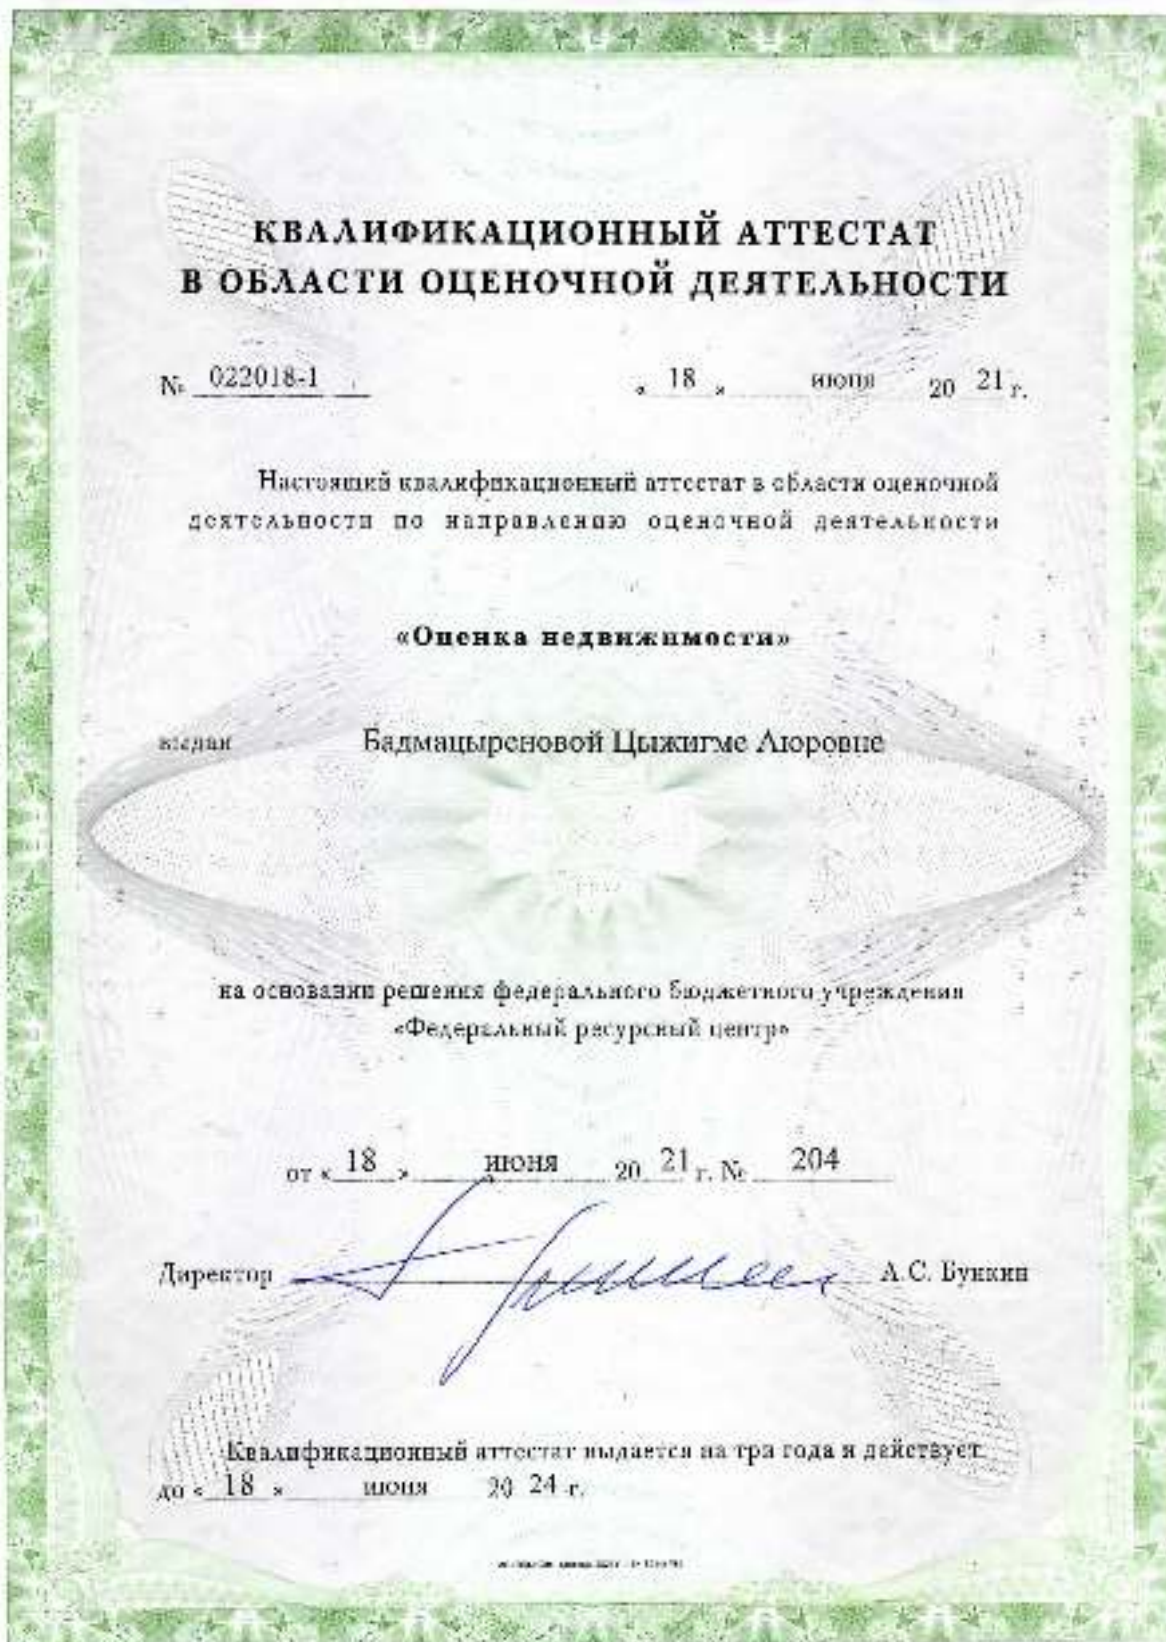 КВАЛИФИКАЦИОННЫЙ АТТЕСТАТ
В ОБЛАСТИ ОЦЕНОЧНОЙ ДЕЯТЕЛЬНОСТИ
№ 022018-1 « 18 » июня 20 21 г.
Настоящий квалификационный аттестат в области оценочной
деятельности по направлению оценочной деятельности
«Оценка недвижимости»
выдан Бадмацыреновой Цыжигме Аюровне
на основании решения федерального бюджетного учреждения
«Федеральный ресурсный центр»
от « 18 » июня 20 21 г. № 204
Директор А.С. Бункин
Квалификационный аттестат выдается на три года и действует
до « 18 » июня 20 24 г.